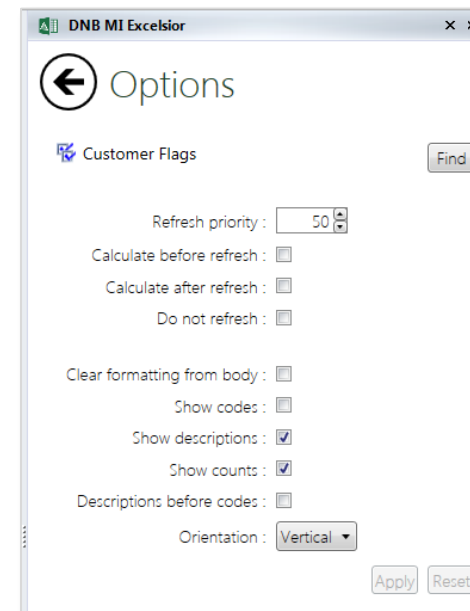 DNB MI Excelsior
Options
Customer Flags Find
Refresh priority : 50
Calculate before refresh :
Calculate after refresh :
Do not refresh :
Clear formatting from body :
Show codes :
Show descriptions :
Show counts :
Descriptions before codes :
Orientation : Vertical
Apply Reset